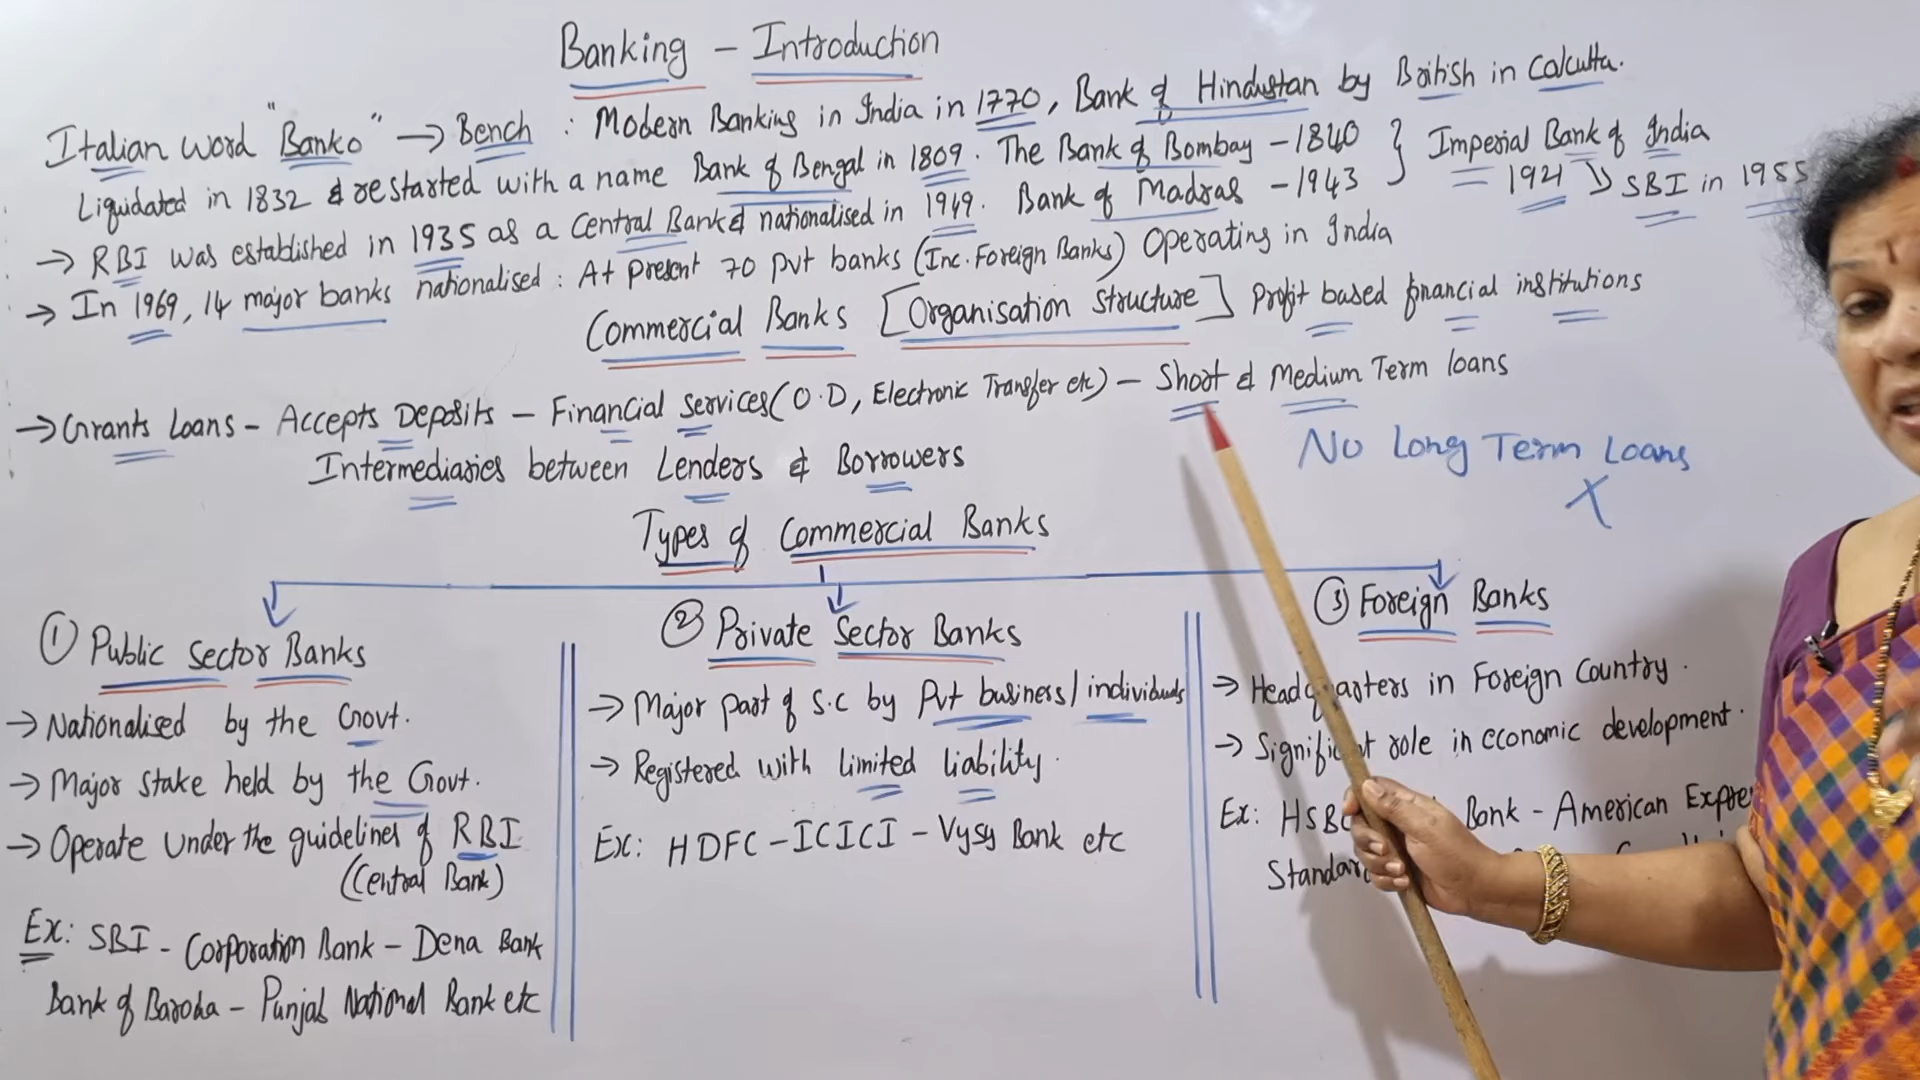 Banking - Introduction
Italian word "Banko" → Bench : Modern Banking in India in 1770, Bank of Hindustan by British in Calcutta.
Liquidated in 1832 & restarted with a name Bank of Bengal in 1809. The Bank of Bombay - 1840 } Imperial Bank of India
Bank of Madras - 1943 = 1921 ↘ SBI in 1955
→ RBI was established in 1935 as a Central Bank & nationalised in 1949.
→ In 1969, 14 major banks nationalised : At present 70 pvt banks (Inc. Foreign Banks) Operating in India
Commercial Banks [Organisation Structure] Profit based financial institutions
→ Grants Loans - Accepts Deposits - Financial Services (O.D, Electronic Transfer etc) - Short & Medium Term loans
No Long Term Loans
X
Intermediaries between Lenders & Borrowers
Types of Commercial Banks
① Public Sector Banks
→ Nationalised by the Govt.
→ Major stake held by the Govt.
→ Operate under the guidelines of RBI
(Central Bank)
Ex: SBI - Corporation Bank - Dena Bank
Bank of Baroda - Punjab National Bank etc
② Private Sector Banks
→ Major part of S.C by Pvt business/individuals
→ Registered with limited liability.
Ex: HDFC - ICICI - Vysy Bank etc
③ Foreign Banks
→ Headquarters in Foreign Country.
→ Significant role in economic development.
Ex: HSBC Bank - American Expre
Standar